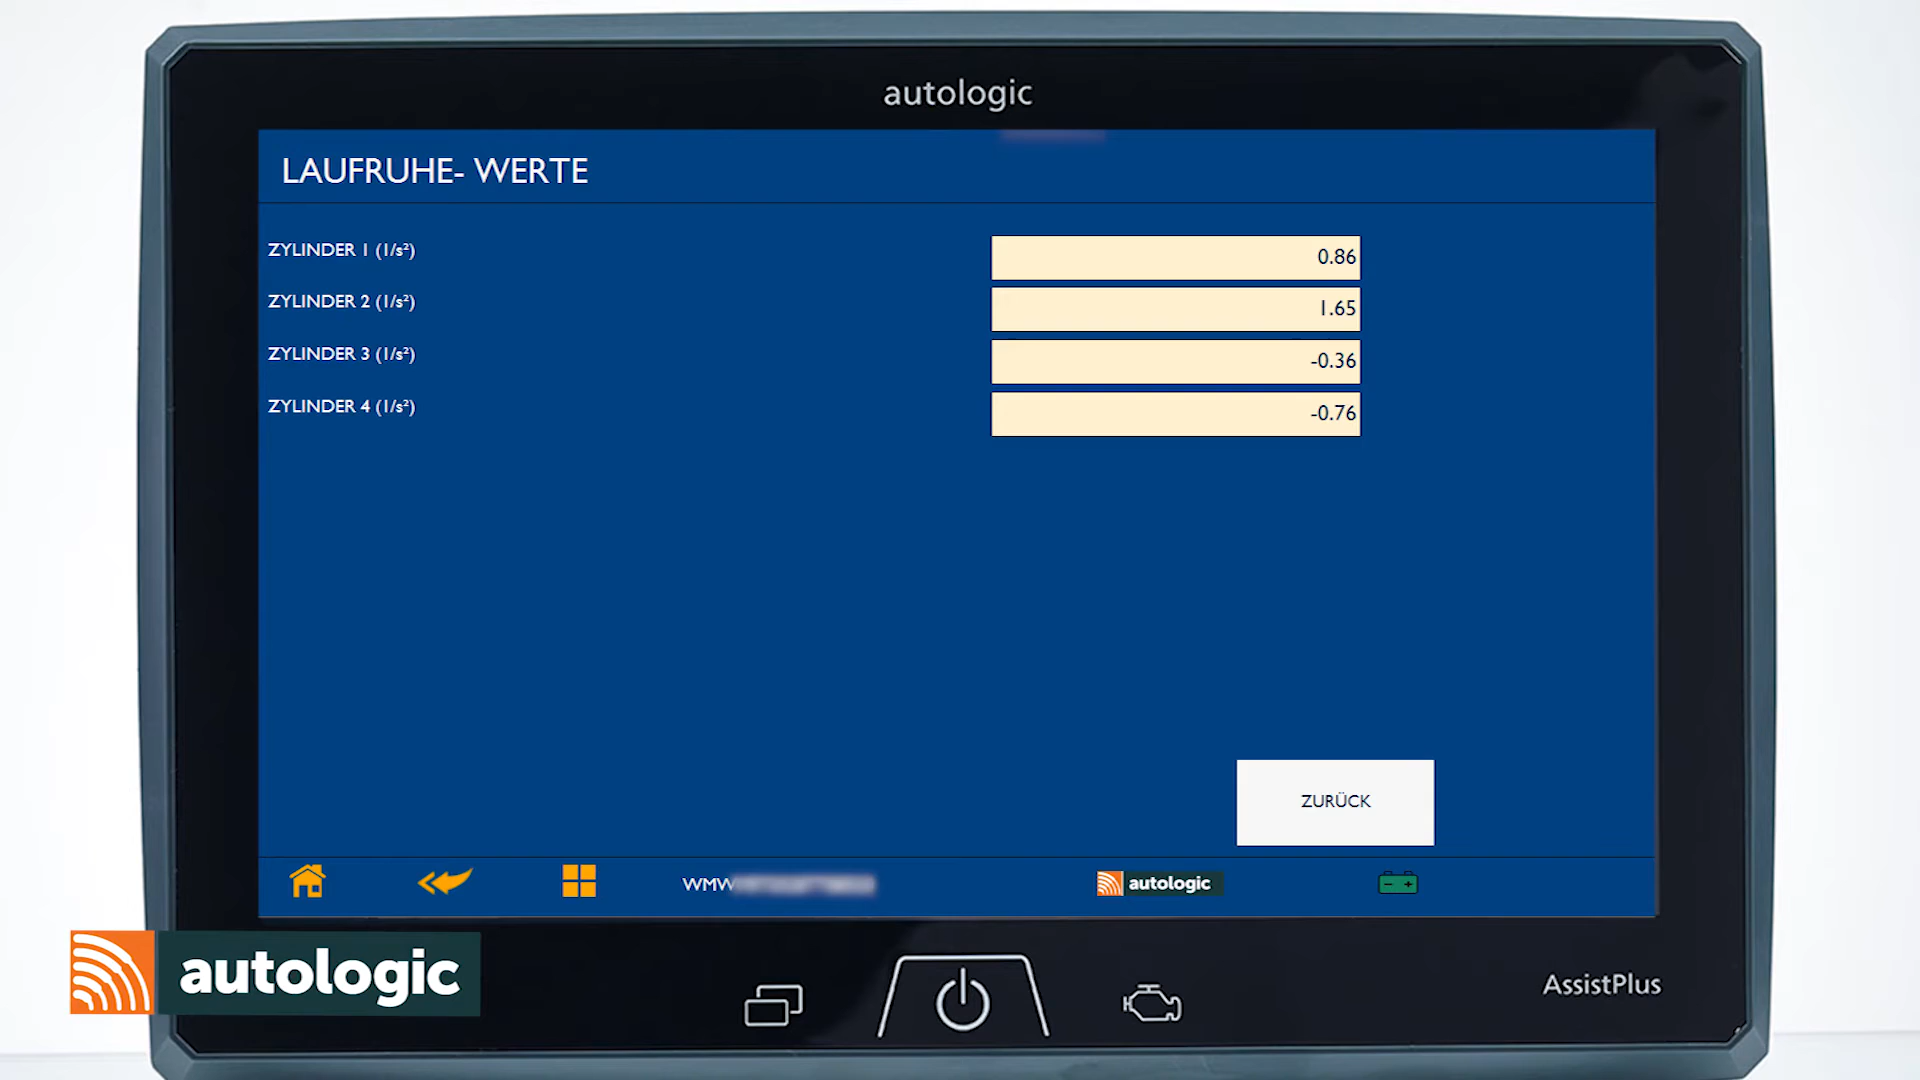 autologic
LAUFRUHE- WERTE
ZYLINDER 1 (1/s²) 0.86
ZYLINDER 2 (1/s²) 1.65
ZYLINDER 3 (1/s²) -0.36
ZYLINDER 4 (1/s²) -0.76
ZURÜCK
WMW
autologic
autologic
AssistPlus